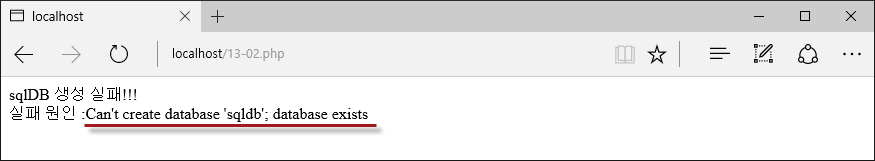 localhost
localhost/13-02.php
sqlDB 생성 실패!!!
실패 원인 :Can't create database 'sqldb'; database exists